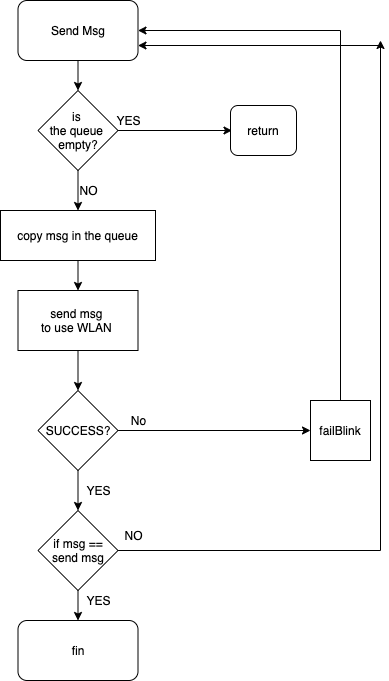 Send Msg
is
the queue
empty?
YES
return
NO
copy msg in the queue
send msg
to use WLAN
SUCCESS?
No
failBlink
YES
if msg ==
send msg
NO
YES
fin